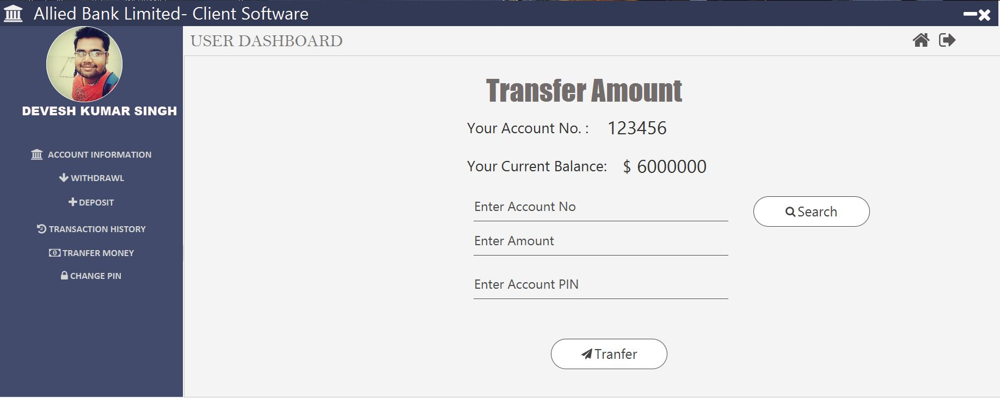 Allied Bank Limited- Client Software
USER DASHBOARD
DEVESH KUMAR SINGH
ACCOUNT INFORMATION
WITHDRAWL
DEPOSIT
TRANSACTION HISTORY
TRANFER MONEY
CHANGE PIN
Transfer Amount
Your Account No. : 123456
Your Current Balance: $ 6000000
Enter Account No
Search
Enter Amount
Enter Account PIN
Tranfer